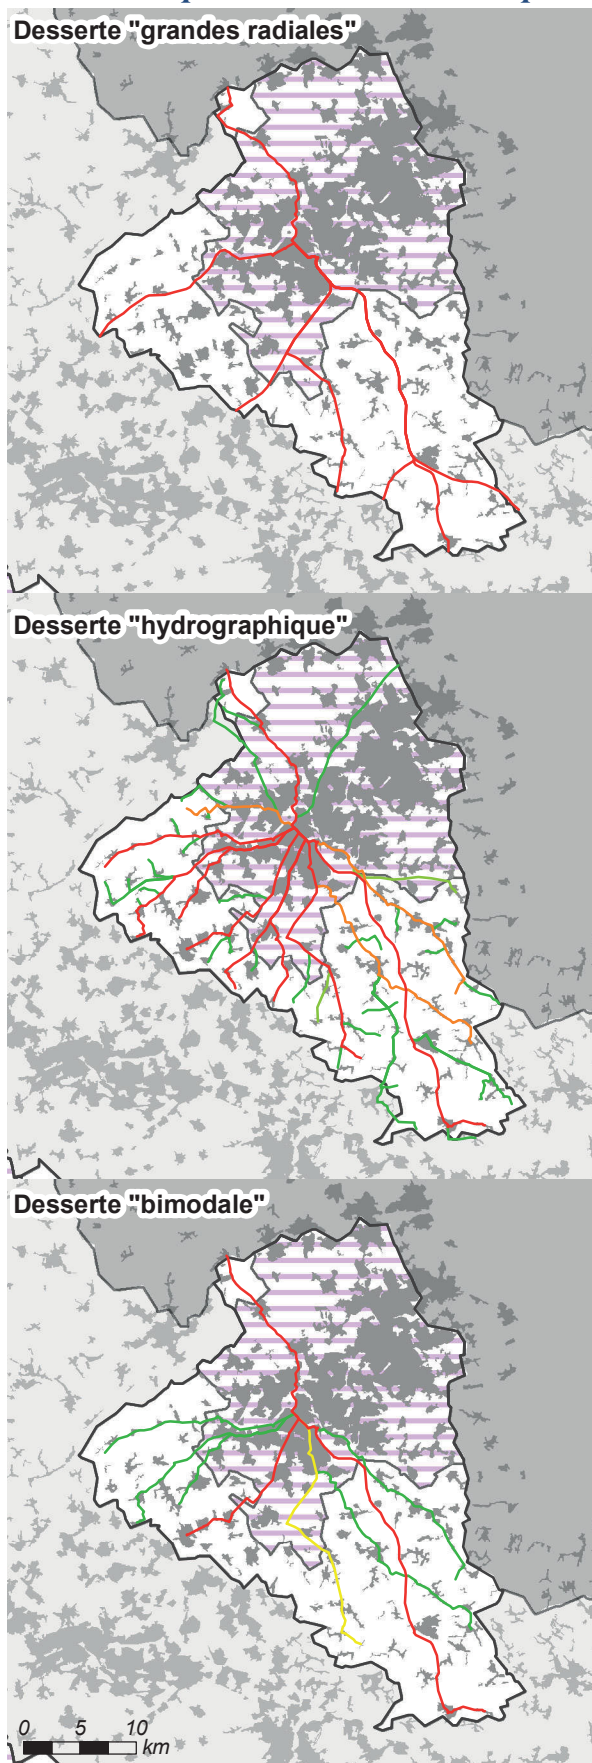 Desserte "grandes radiales"
Desserte "hydrographique"
Desserte "bimodale"
0 5 10
km